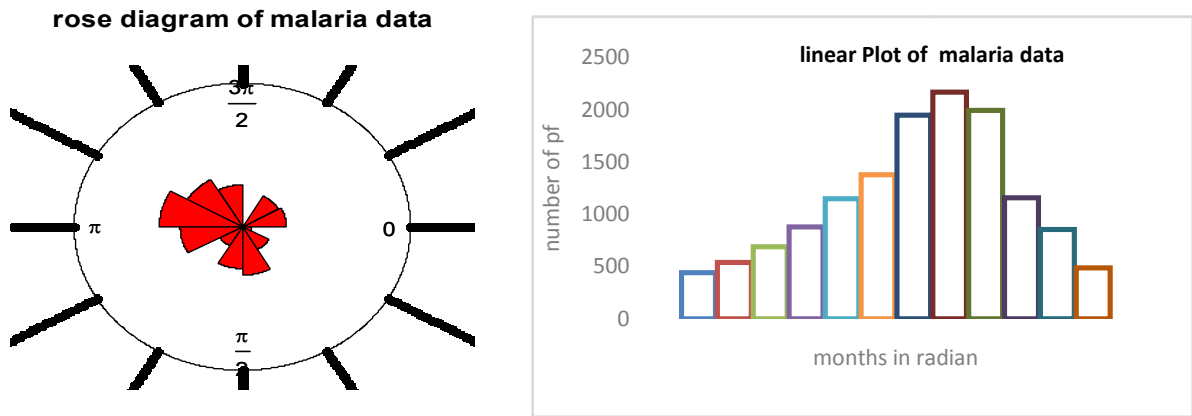 rose diagram of malaria data
3π
2
π
0
π
2
linear Plot of malaria data
number of pf
2500
2000
1500
1000
500
0
months in radian